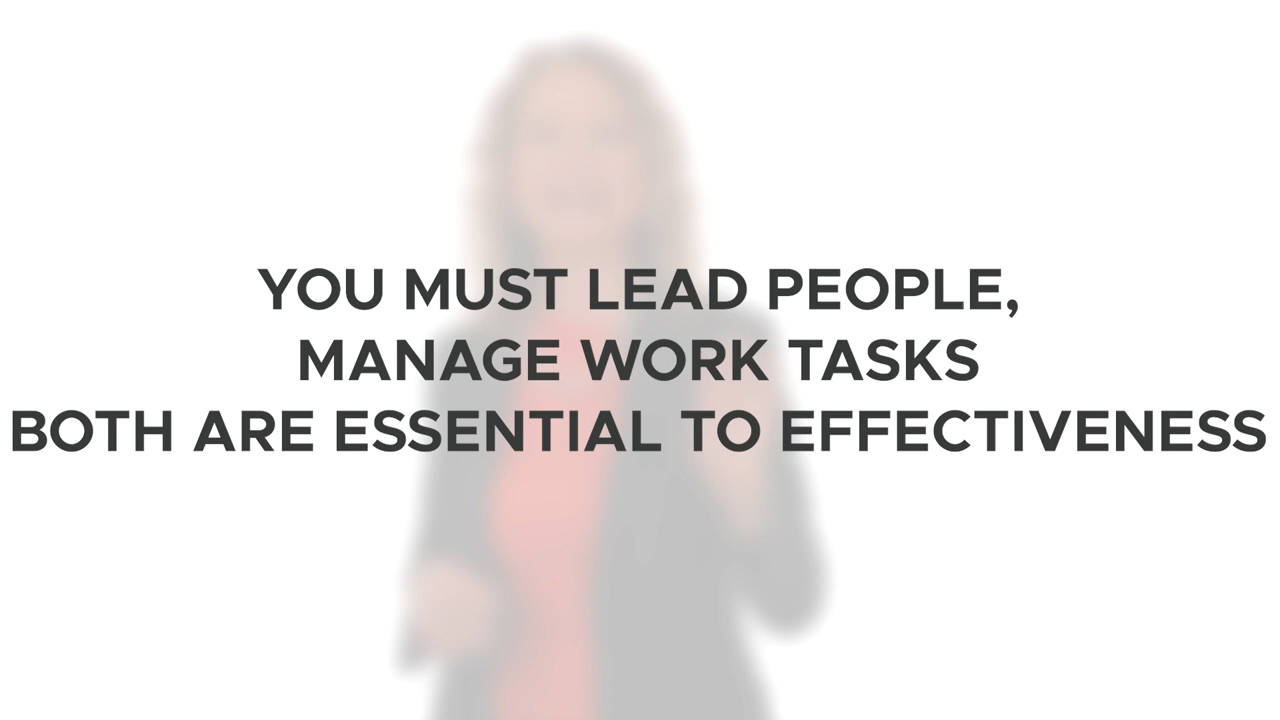 YOU MUST LEAD PEOPLE,
MANAGE WORK TASKS
BOTH ARE ESSENTIAL TO EFFECTIVENESS